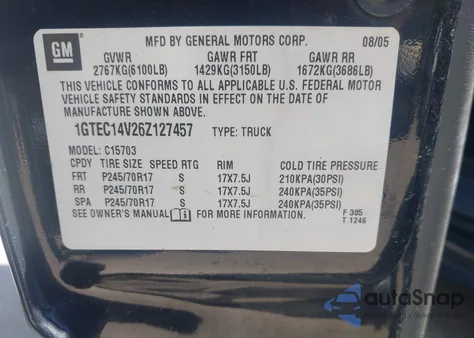 GM
MFD BY GENERAL MOTORS CORP. 08/05
GVWR GAWR FRT GAWR RR
2767KG(6100LB) 1429KG(3150LB) 1672KG(3686LB)
THIS VEHICLE CONFORMS TO ALL APPLICABLE U.S. FEDERAL MOTOR
VEHICLE SAFETY STANDARDS IN EFFECT ON THE DATE OF
MANUFACTURE SHOWN ABOVE.
1GTEC14V26Z127457 TYPE: TRUCK
MODEL: C15703
CPDY TIRE SIZE SPEED RTG RIM COLD TIRE PRESSURE
FRT P245/70R17 S 17X7.5J 210KPA(30PSI)
RR P245/70R17 S 17X7.5J 240KPA(35PSI)
SPA P245/70R17 S 17X7.5J 240KPA(35PSI)
SEE OWNER'S MANUAL FOR MORE INFORMATION. F 305
T 1246
autoSnap